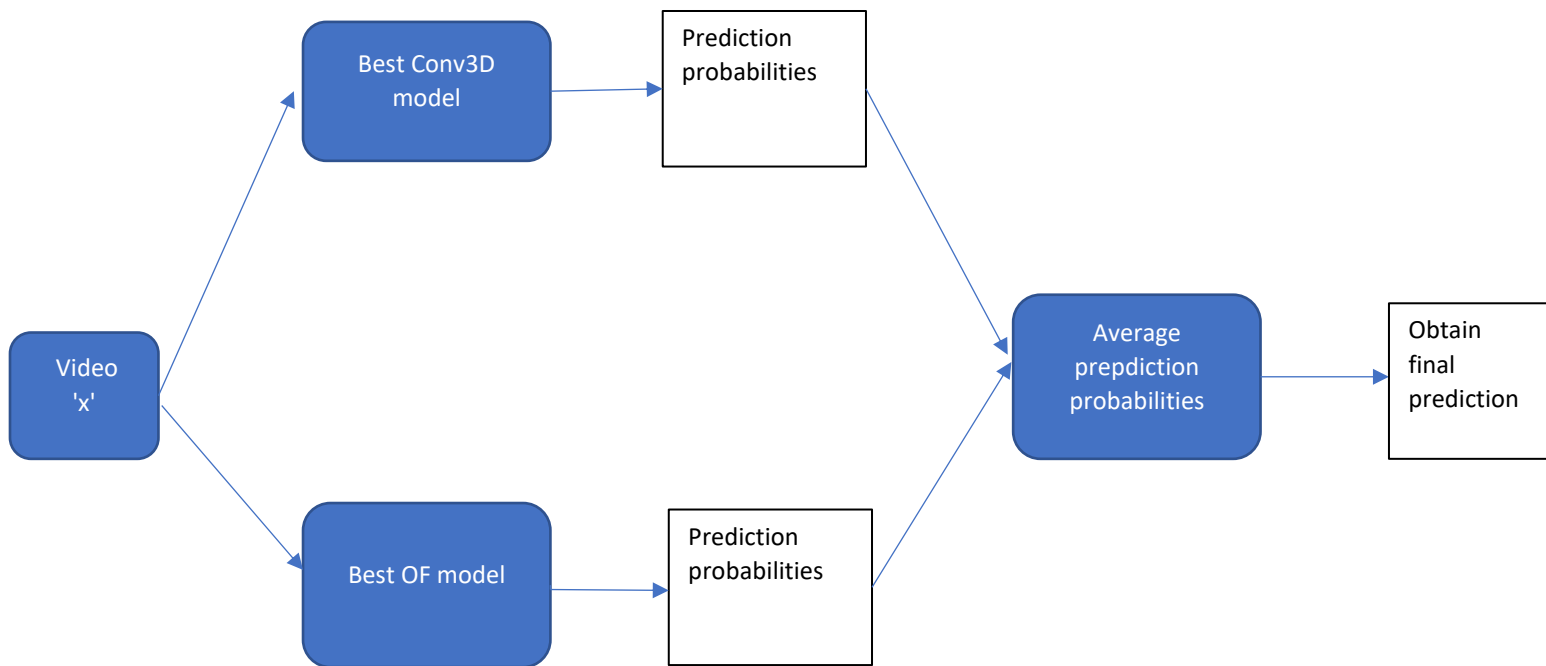 Best Conv3D
model
Prediction
probabilities
Video
'x'
Average
prepdiction
probabilities
Obtain
final
prediction
Best OF model
Prediction
probabilities